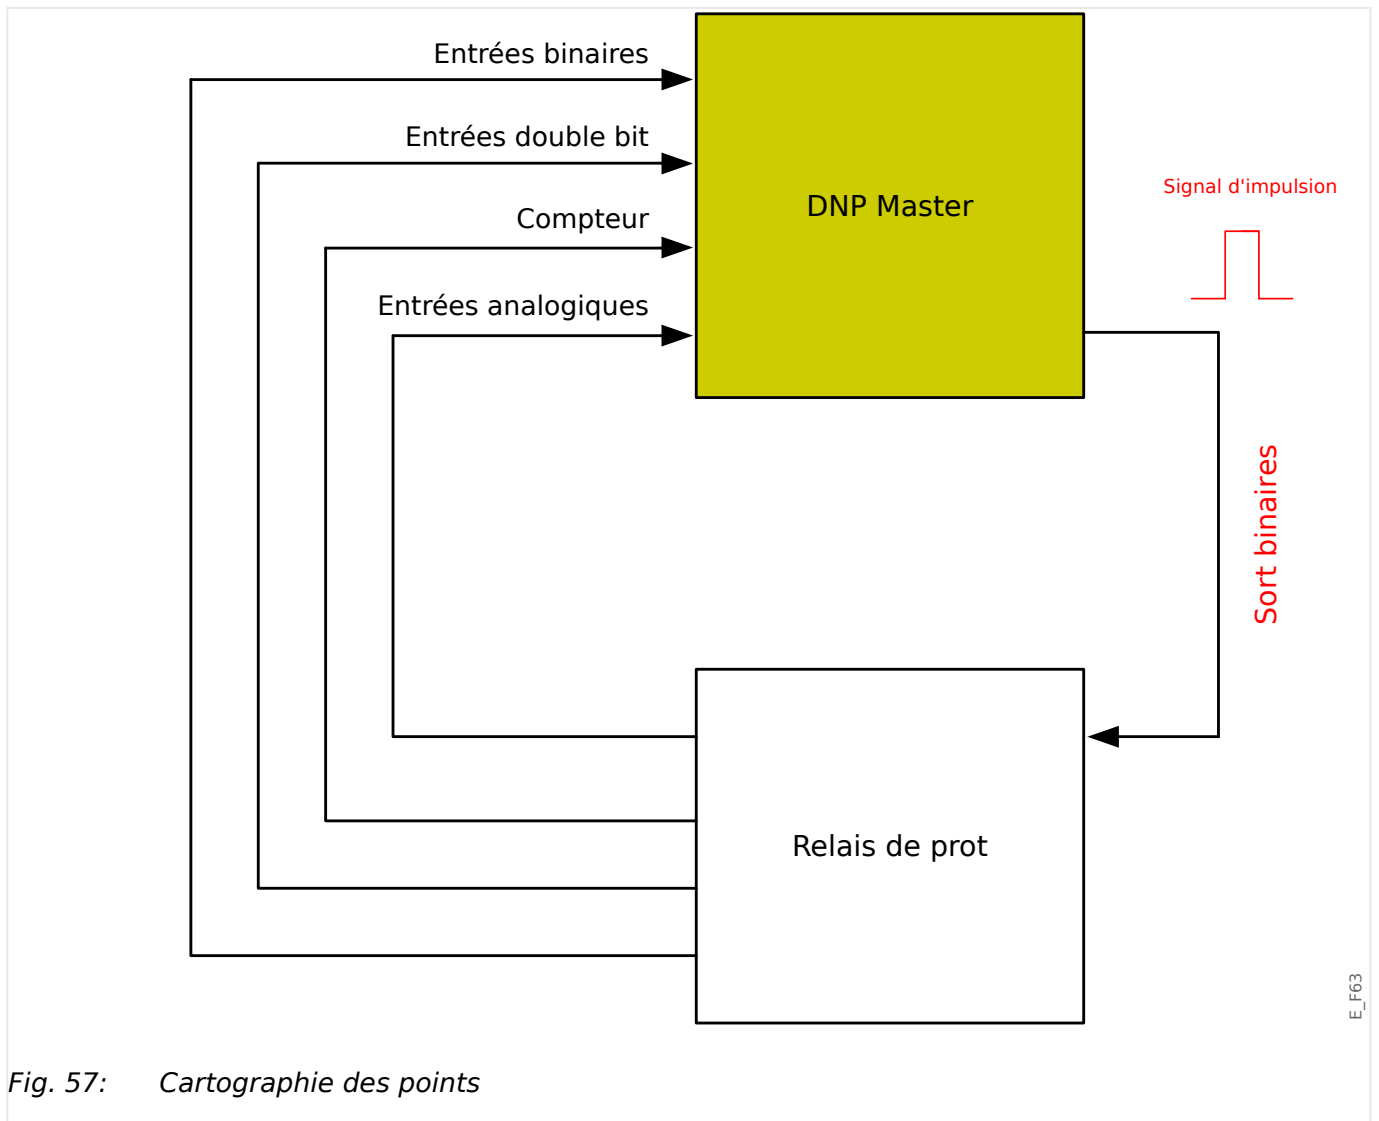 Entrées binaires
Entrées double bit
Compteur
Entrées analogiques
DNP Master
Signal d'impulsion
Sort binaires
Relais de prot
E_F63
Fig. 57: Cartographie des points